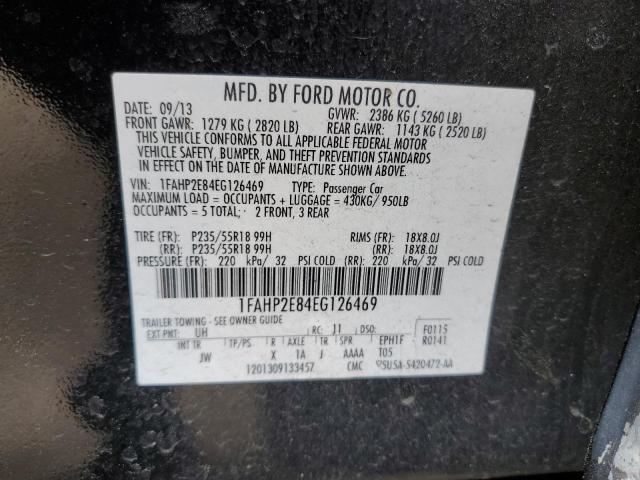 MFD. BY FORD MOTOR CO.
DATE: 09/13 GVWR: 2386 KG ( 5260 LB)
FRONT GAWR: 1279 KG ( 2820 LB) REAR GAWR: 1143 KG ( 2520 LB)
THIS VEHICLE CONFORMS TO ALL APPLICABLE FEDERAL MOTOR
VEHICLE SAFETY, BUMPER, AND THEFT PREVENTION STANDARDS
IN EFFECT ON THE DATE OF MANUFACTURE SHOWN ABOVE.
VIN: 1FAHP2E84EG126469 TYPE: Passenger Car
MAXIMUM LOAD = OCCUPANTS + LUGGAGE = 430KG/ 950LB
OCCUPANTS = 5 TOTAL; - 2 FRONT, 3 REAR
TIRE (FR): P235/55R18 99H RIMS (FR): 18X8.0J
(RR): P235/55R18 99H (RR): 18X8.0J
PRESSURE (FR): 220 kPa/ 32 PSI COLD (RR): 220 kPa/ 32 PSI COLD
1FAHP2E84EG126469
TRAILER TOWING - SEE OWNER GUIDE
EXT PNT: UH RC: J1 DSO: F0115
INT TR TP/PS R AXLE TR SPR EPH1F R0141
JW X 1A J AAAA T05
1201309133457 CMC 5U5A-5420472-AA